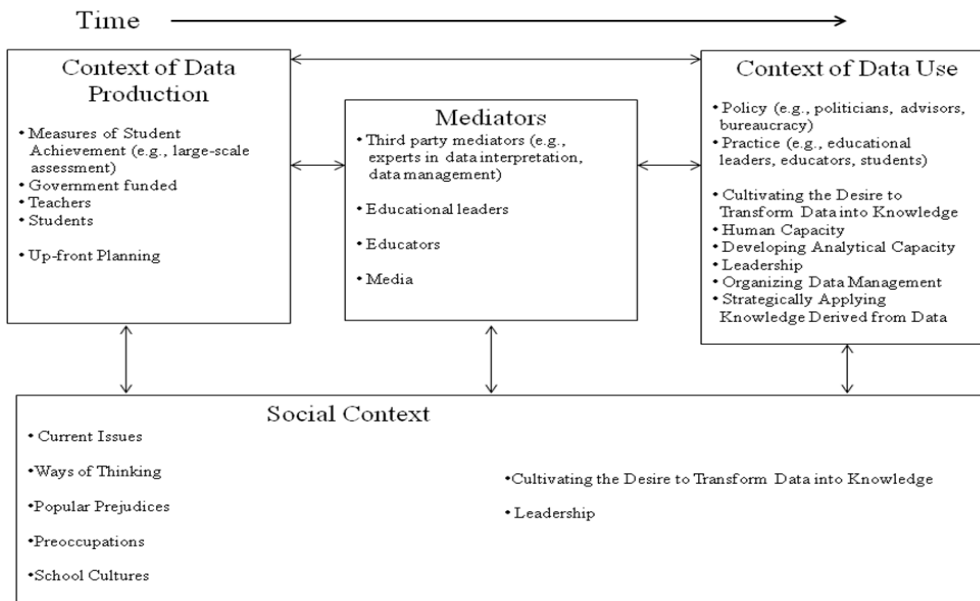 Time
Context of Data
Production
• Measures of Student
Achievement (e.g., large-scale
assessment)
• Government funded
• Teachers
• Students
• Up-front Planning
Mediators
• Third party mediators (e.g.,
experts in data interpretation,
data management)
• Educational leaders
• Educators
• Media
Context of Data Use
• Policy (e.g., politicians, advisors,
bureaucracy)
• Practice (e.g., educational
leaders, educators, students)
• Cultivating the Desire to
Transform Data into Knowledge
• Human Capacity
• Developing Analytical Capacity
• Leadership
• Organizing Data Management
• Strategically Applying
Knowledge Derived from Data
Social Context
• Current Issues
• Ways of Thinking
• Popular Prejudices
• Preoccupations
• School Cultures
• Cultivating the Desire to Transform Data into Knowledge
• Leadership